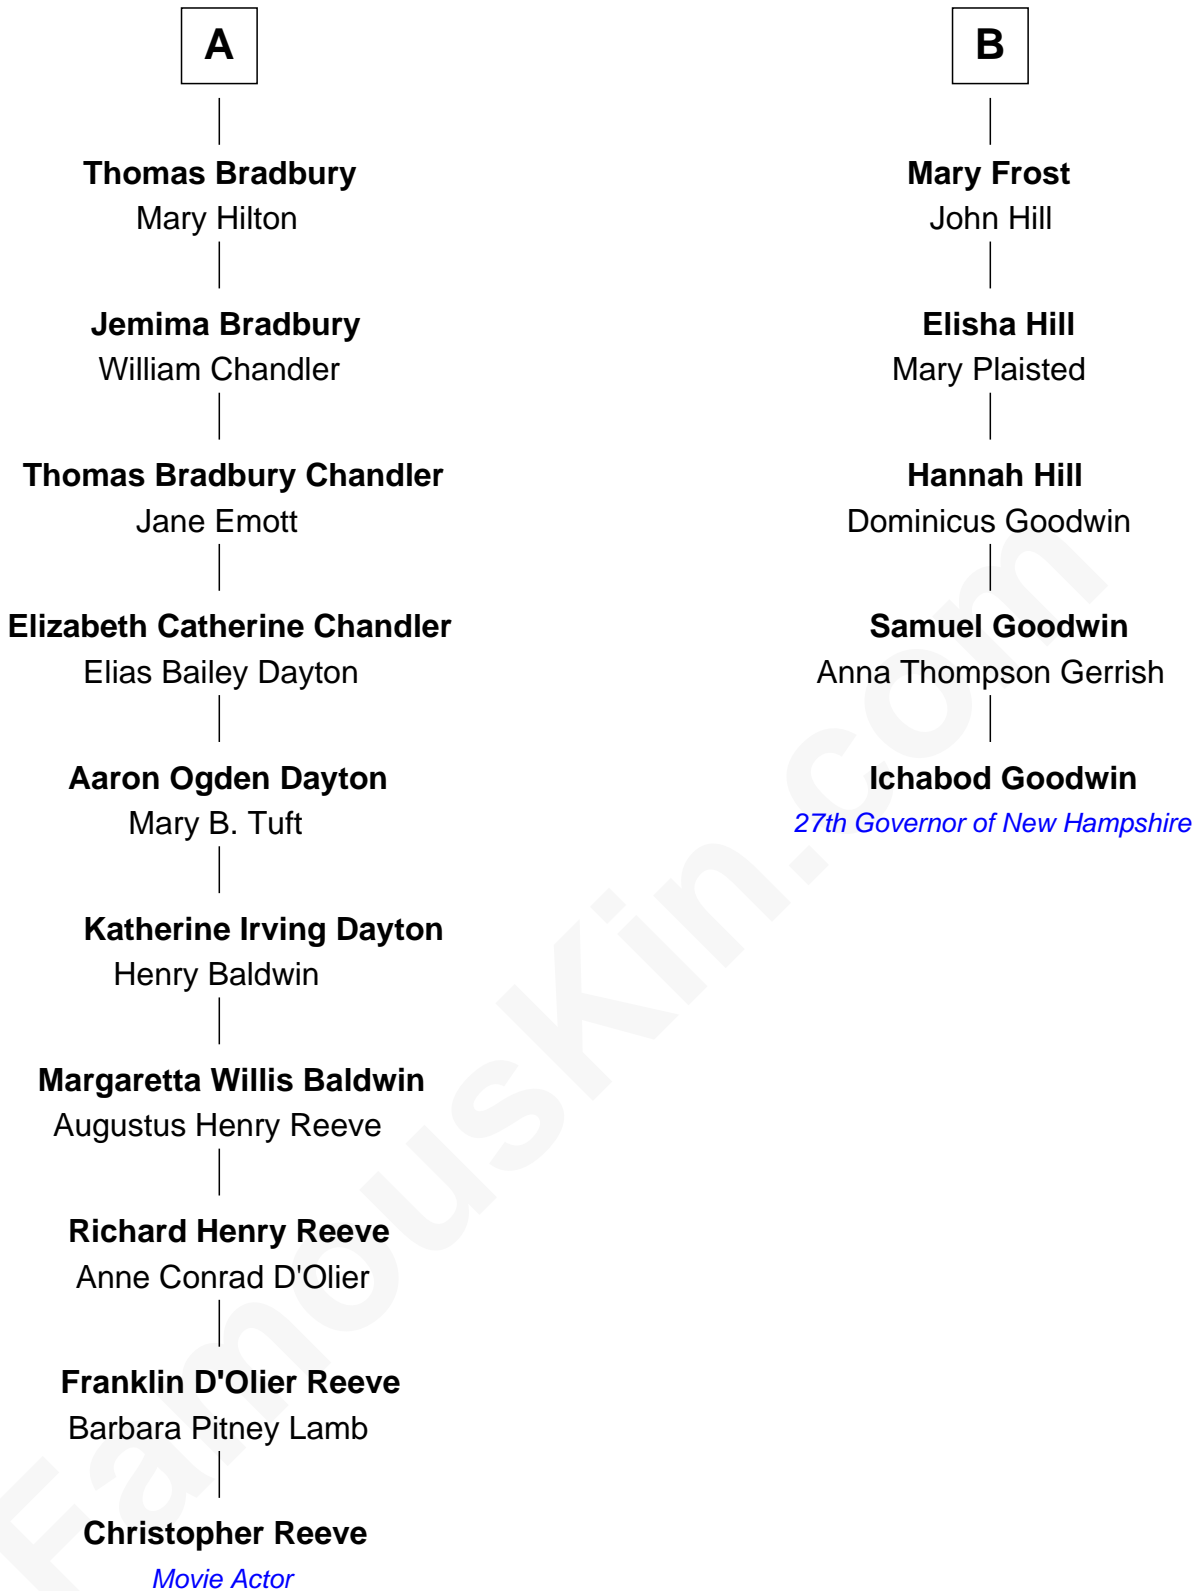 A
Thomas Bradbury
Mary Hilton
Jemima Bradbury
William Chandler
Thomas Bradbury Chandler
Jane Emott
Elizabeth Catherine Chandler
Elias Bailey Dayton
Aaron Ogden Dayton
Mary B. Tuft
Katherine Irving Dayton
Henry Baldwin
Margaretta Willis Baldwin
Augustus Henry Reeve
Richard Henry Reeve
Anne Conrad D'Olier
Franklin D'Olier Reeve
Barbara Pitney Lamb
Christopher Reeve
Movie Actor
B
Mary Frost
John Hill
Elisha Hill
Mary Plaisted
Hannah Hill
Dominicus Goodwin
Samuel Goodwin
Anna Thompson Gerrish
Ichabod Goodwin
27th Governor of New Hampshire
FamousKin.com